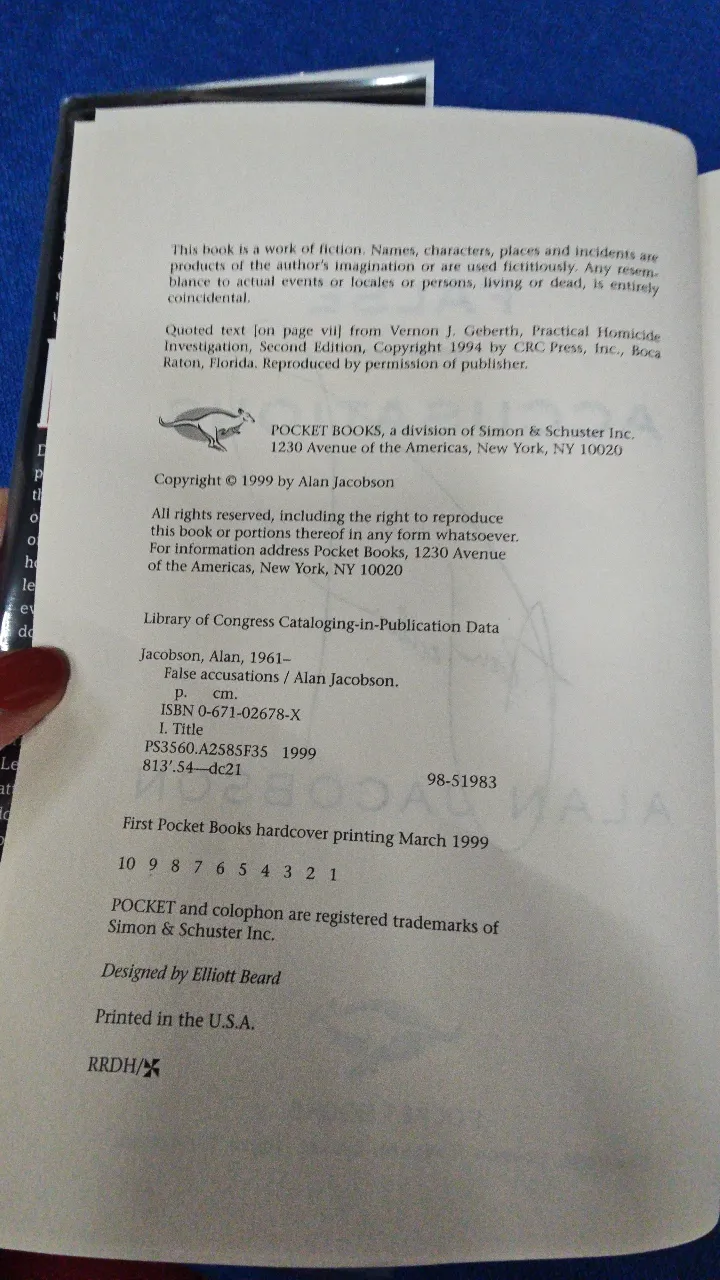 This book is a work of fiction. Names, characters, places and incidents are
products of the author's imagination or are used fictitiously. Any resem-
blance to actual events or locales or persons, living or dead, is entirely
coincidental.
Quoted text [on page vii] from Vernon J. Geberth, Practical Homicide
Investigation, Second Edition, Copyright 1994 by CRC Press, Inc., Boca
Raton, Florida. Reproduced by permission of publisher.
POCKET BOOKS, a division of Simon & Schuster Inc.
1230 Avenue of the Americas, New York, NY 10020
Copyright © 1999 by Alan Jacobson
All rights reserved, including the right to reproduce
this book or portions thereof in any form whatsoever.
For information address Pocket Books, 1230 Avenue
of the Americas, New York, NY 10020
Library of Congress Cataloging-in-Publication Data
Jacobson, Alan, 1961–
False accusations / Alan Jacobson.
p. cm.
ISBN 0-671-02678-X
I. Title
PS3560.A2585F35 1999
813'.54—dc21
98-51983
First Pocket Books hardcover printing March 1999
10 9 8 7 6 5 4 3 2 1
POCKET and colophon are registered trademarks of
Simon & Schuster Inc.
Designed by Elliott Beard
Printed in the U.S.A.
RRDH/